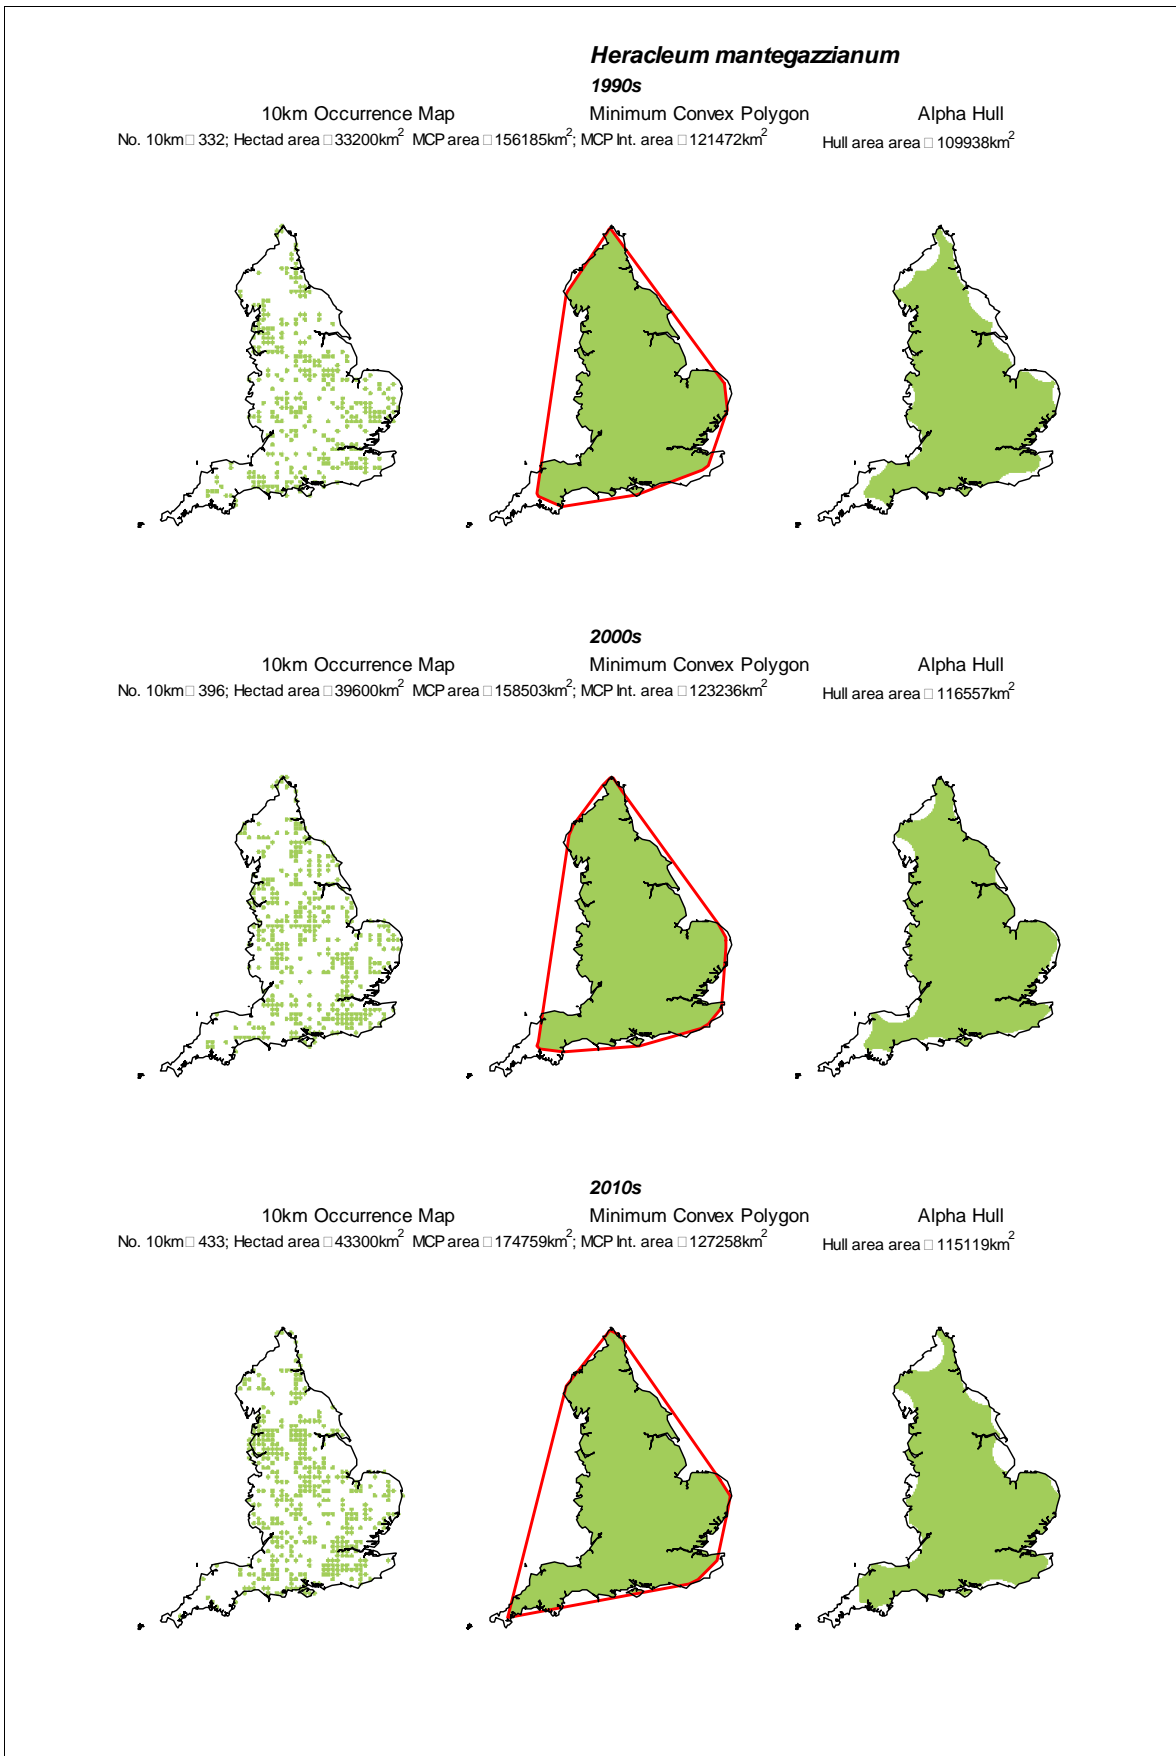 Heracleum mantegazzianum
1990s
10km Occurrence Map Minimum Convex Polygon Alpha Hull
No. 10km□332; Hectad area □33200km² MCP area □156185km²; MCP Int. area □121472km² Hull area area □109938km²
2000s
10km Occurrence Map Minimum Convex Polygon Alpha Hull
No. 10km□396; Hectad area □39600km² MCP area □158503km²; MCP Int. area □123236km² Hull area area □116557km²
2010s
10km Occurrence Map Minimum Convex Polygon Alpha Hull
No. 10km□433; Hectad area □43300km² MCP area □174759km²; MCP Int. area □127258km² Hull area area □115119km²